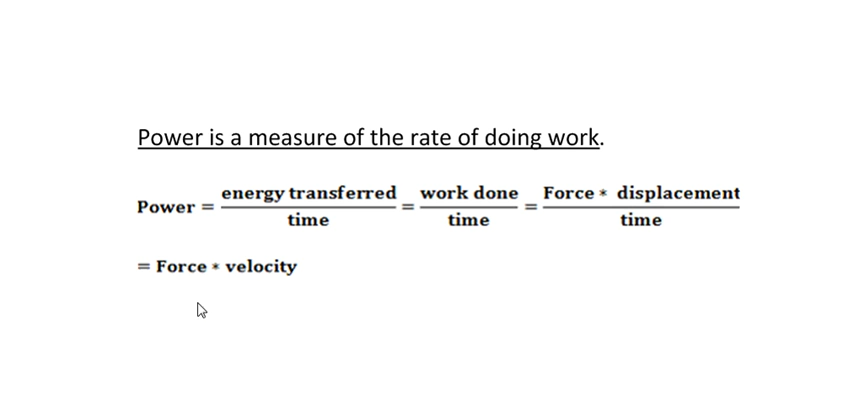 Power is a measure of the rate of doing work.
Power = energy transferred / time = work done / time = Force * displacement / time
= Force * velocity